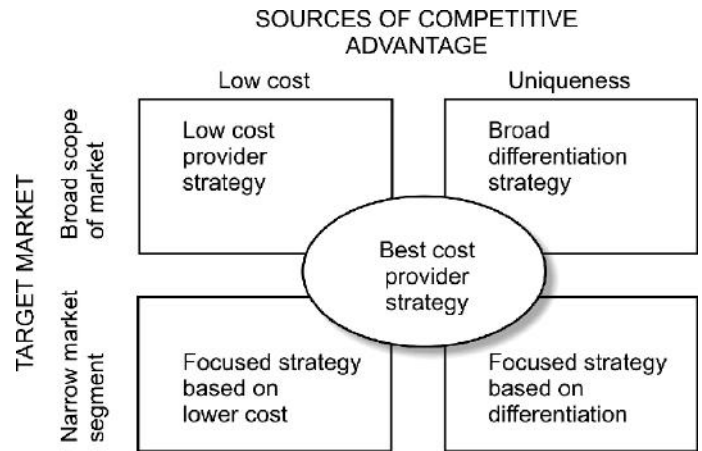 SOURCES OF COMPETITIVE
ADVANTAGE
Low cost
Uniqueness
TARGET MARKET
Broad scope
of market
Low cost
provider
strategy
Broad
differentiation
strategy
Best cost
provider
strategy
Narrow market
segment
Focused strategy
based on
lower cost
Focused strategy
based on
differentiation